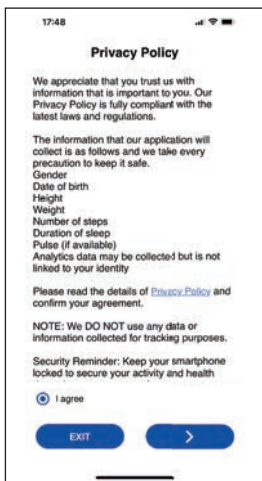 17:48
Privacy Policy
We appreciate that you trust us with
information that is important to you. Our
Privacy Policy is fully compliant with the
latest laws and regulations.
The information that our application will
collect is as follows and we take every
precaution to keep it safe.
Gender
Date of birth
Height
Weight
Number of steps
Duration of sleep
Pulse (if available)
Analytics data may be collected but is not
linked to your identity
Please read the details of Privacy Policy and
confirm your agreement.
NOTE: We DO NOT use any data or
information collected for tracking purposes.
Security Reminder: Keep your smartphone
locked to secure your activity and health
I agree
EXIT
>